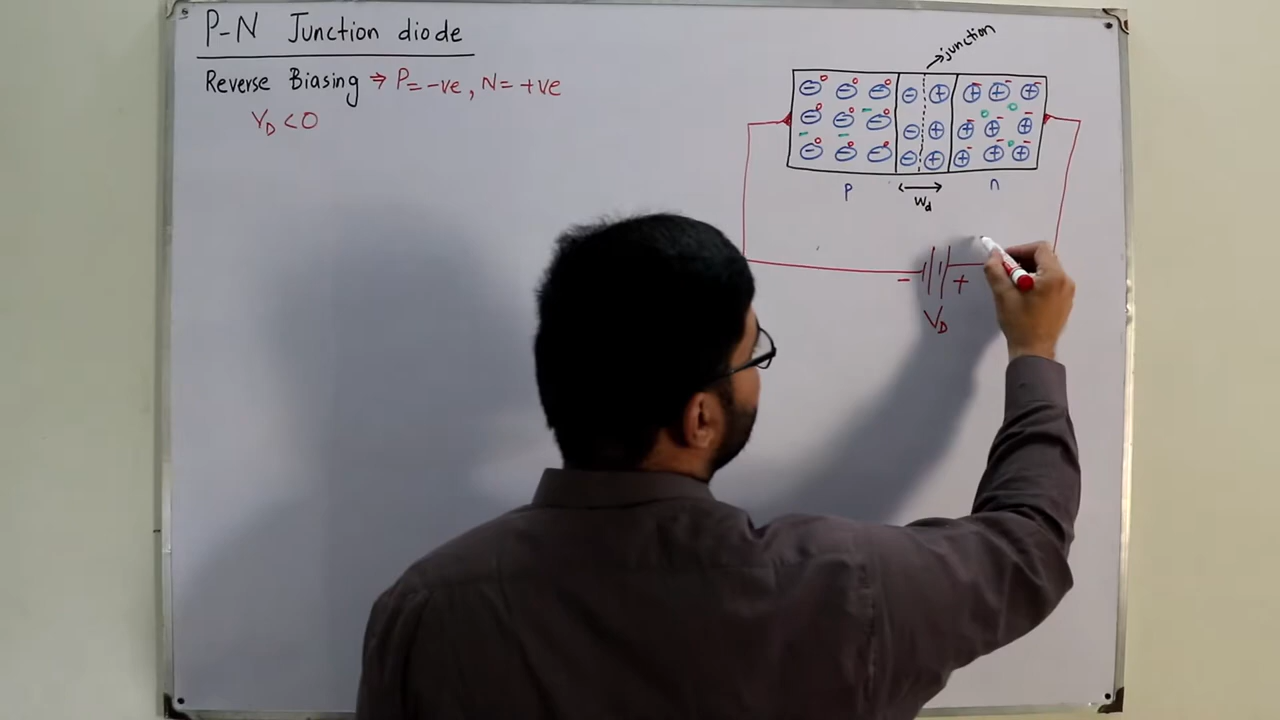 P-N Junction diode
Reverse Biasing → P = -ve, N = +ve
V_D < 0
junction
p
n
W_d
- +
V_D